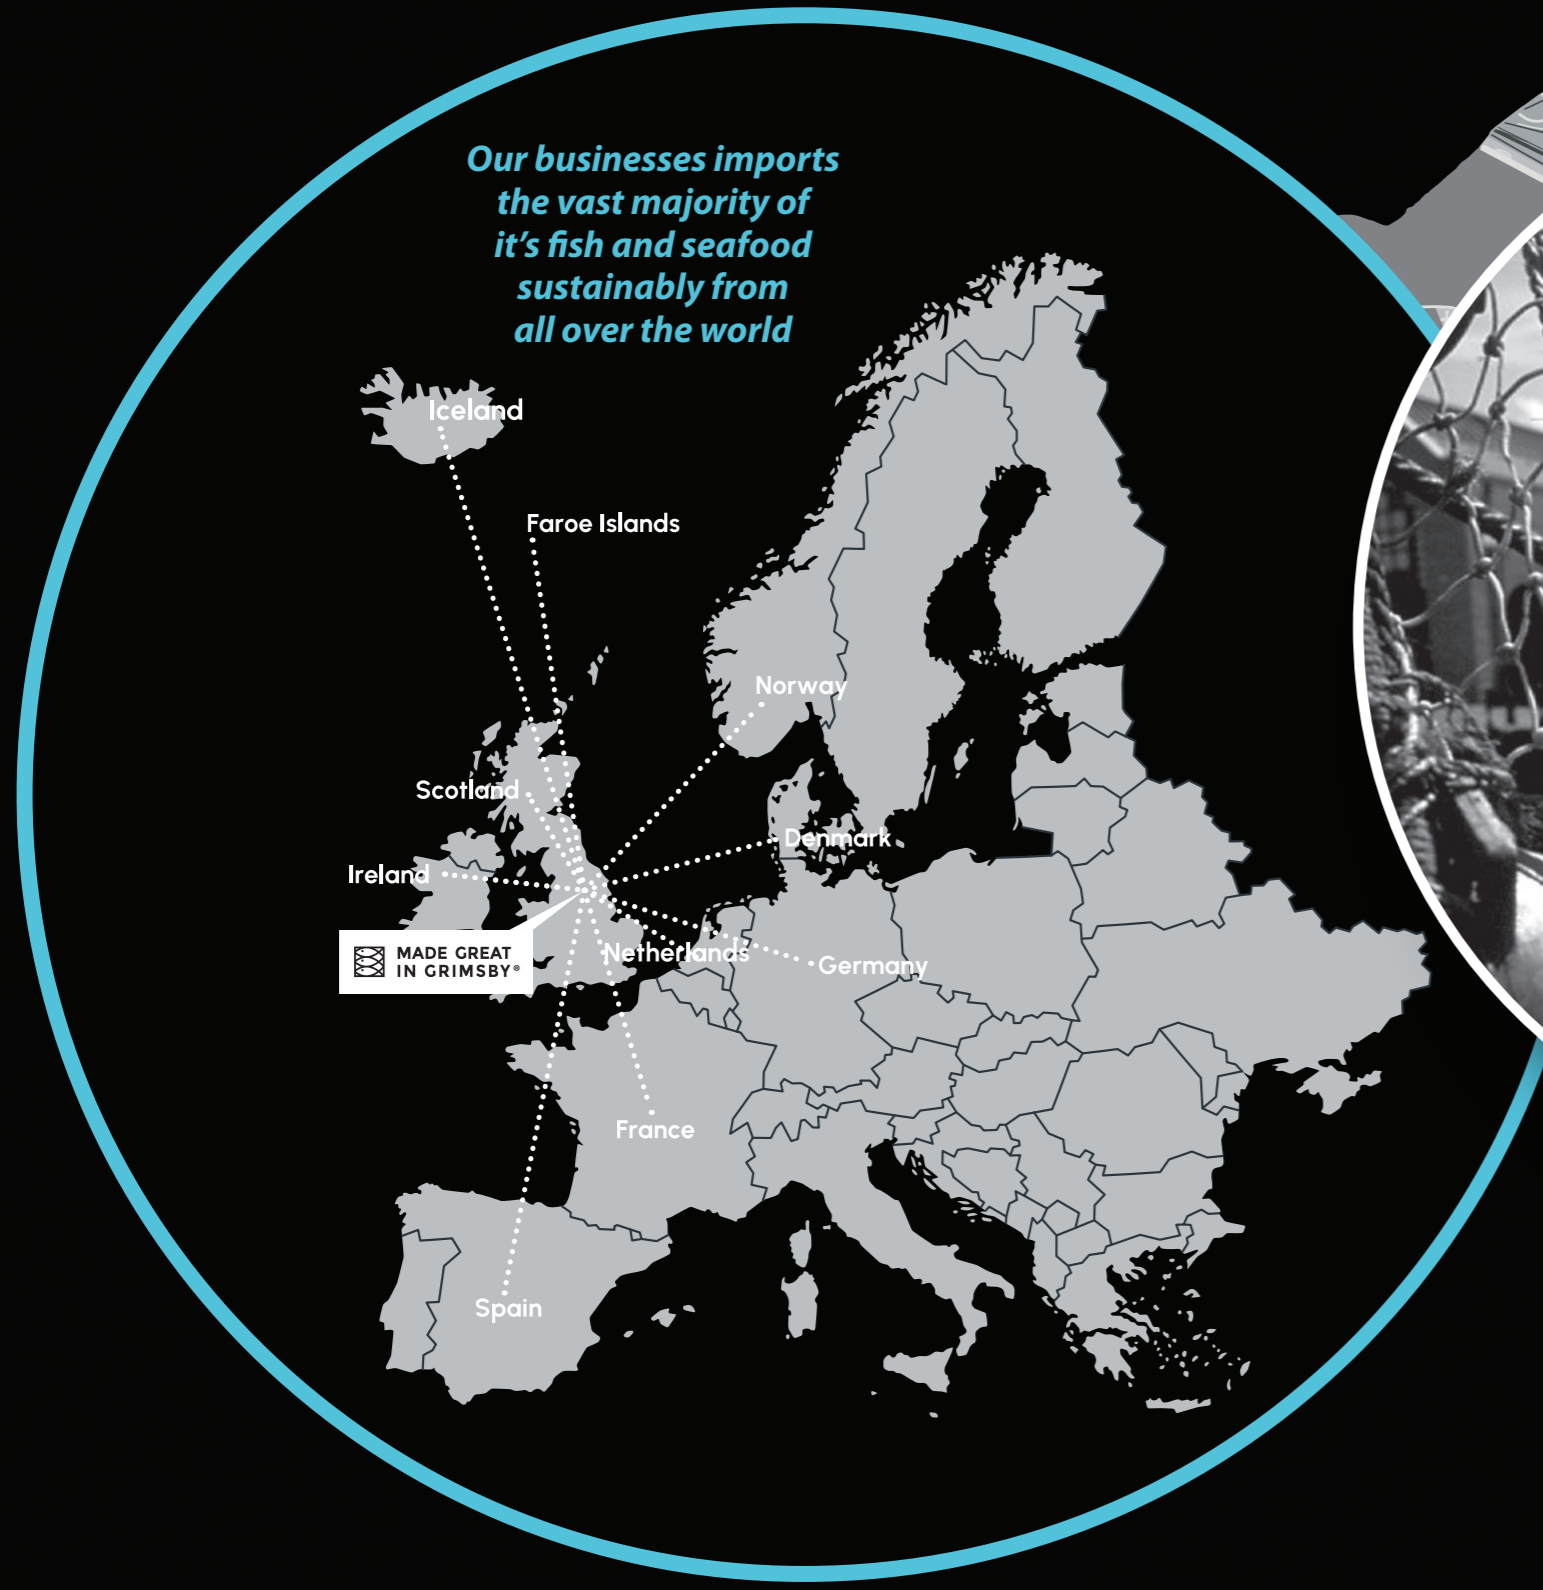 Our businesses imports
the vast majority of
it’s fish and seafood
sustainably from
all over the world
Iceland
Faroe Islands
Norway
Scotland
Denmark
Ireland
MADE GREAT
IN GRIMSBY®
Netherlands
Germany
France
Spain